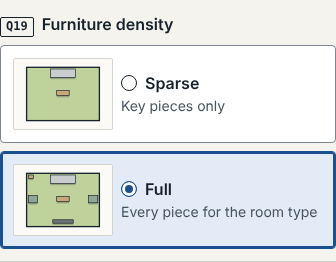 Q19 Furniture density
Sparse
Key pieces only
Full
Every piece for the room type